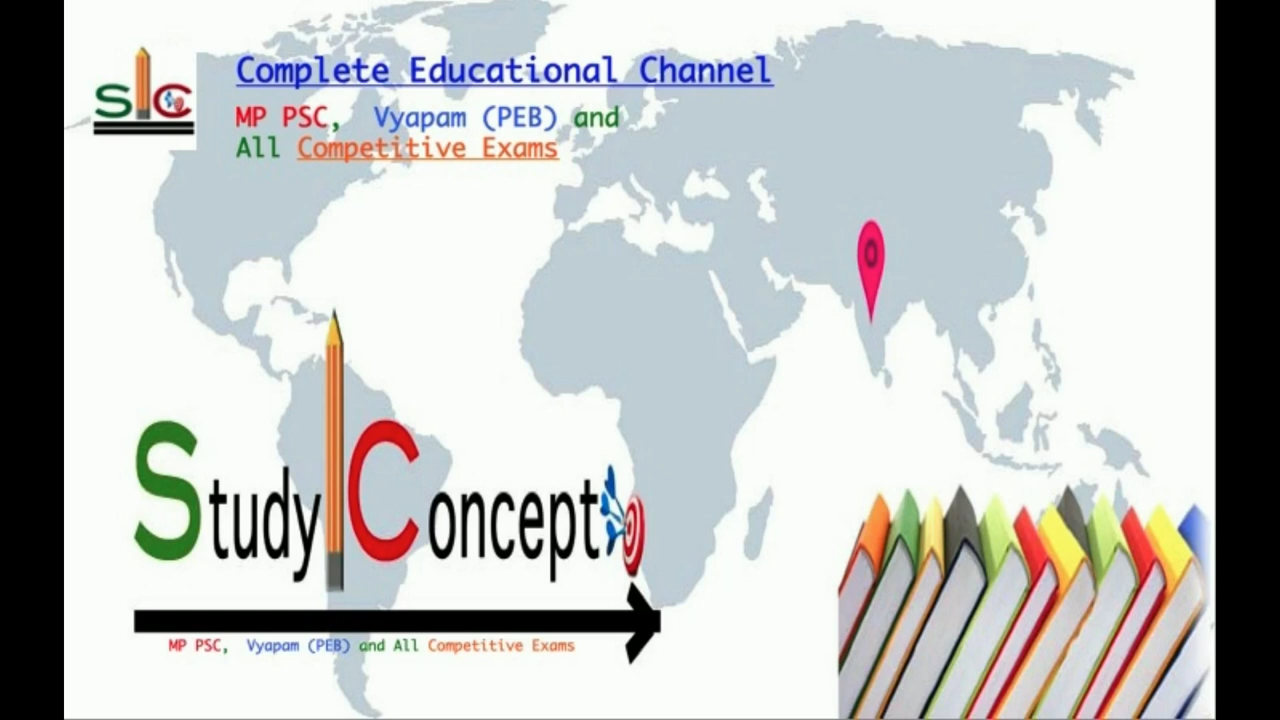 Complete Educational Channel
SC
MP PSC, Vyapam (PEB) and
All Competitive Exams
Study Concept
MP PSC, Vyapam (PEB) and All Competitive Exams